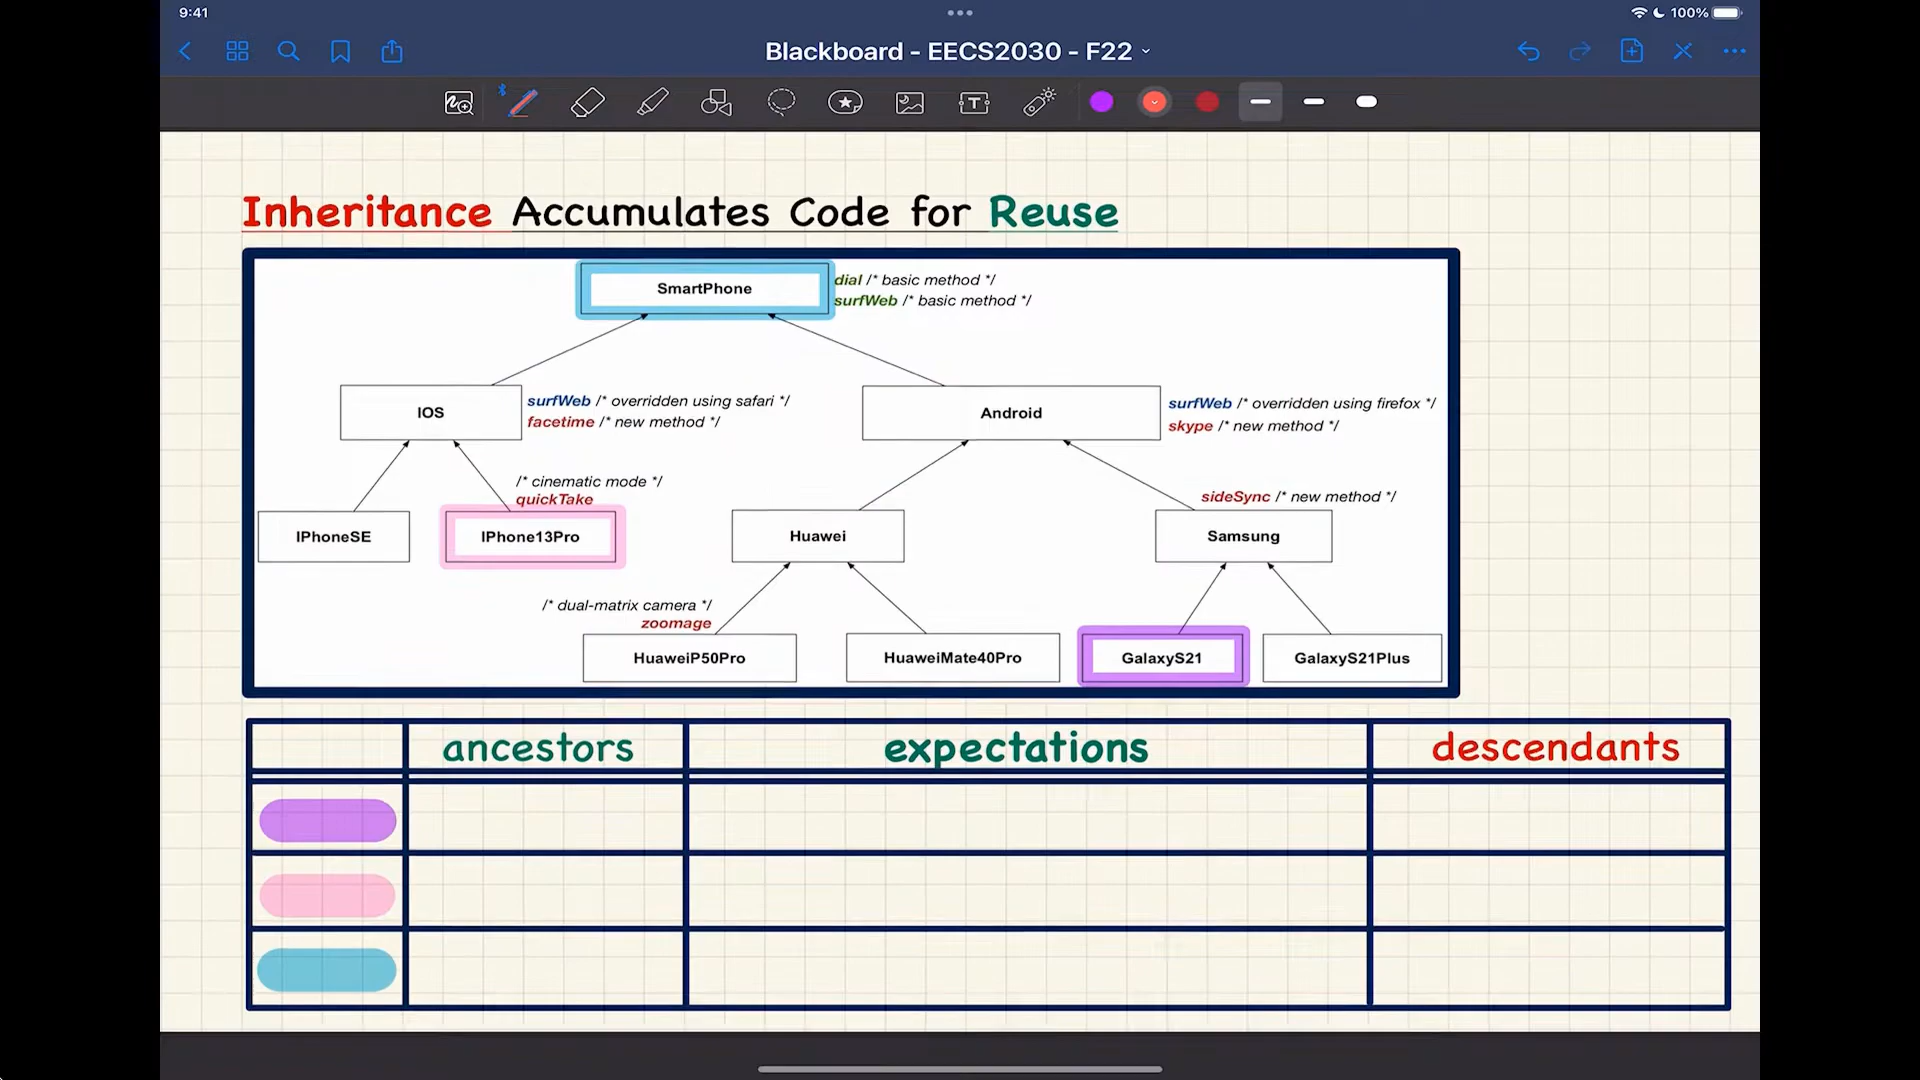 9:41
100%
Blackboard - EECS2030 - F22
Inheritance Accumulates Code for Reuse
SmartPhone
dial /* basic method */
surfWeb /* basic method */
IOS
surfWeb /* overridden using safari */
facetime /* new method */
Android
surfWeb /* overridden using firefox */
skype /* new method */
/* cinematic mode */
quickTake
sideSync /* new method */
IPhoneSE
IPhone13Pro
Huawei
Samsung
/* dual-matrix camera */
zoomage
HuaweiP50Pro
HuaweiMate40Pro
GalaxyS21
GalaxyS21Plus
ancestors
expectations
descendants